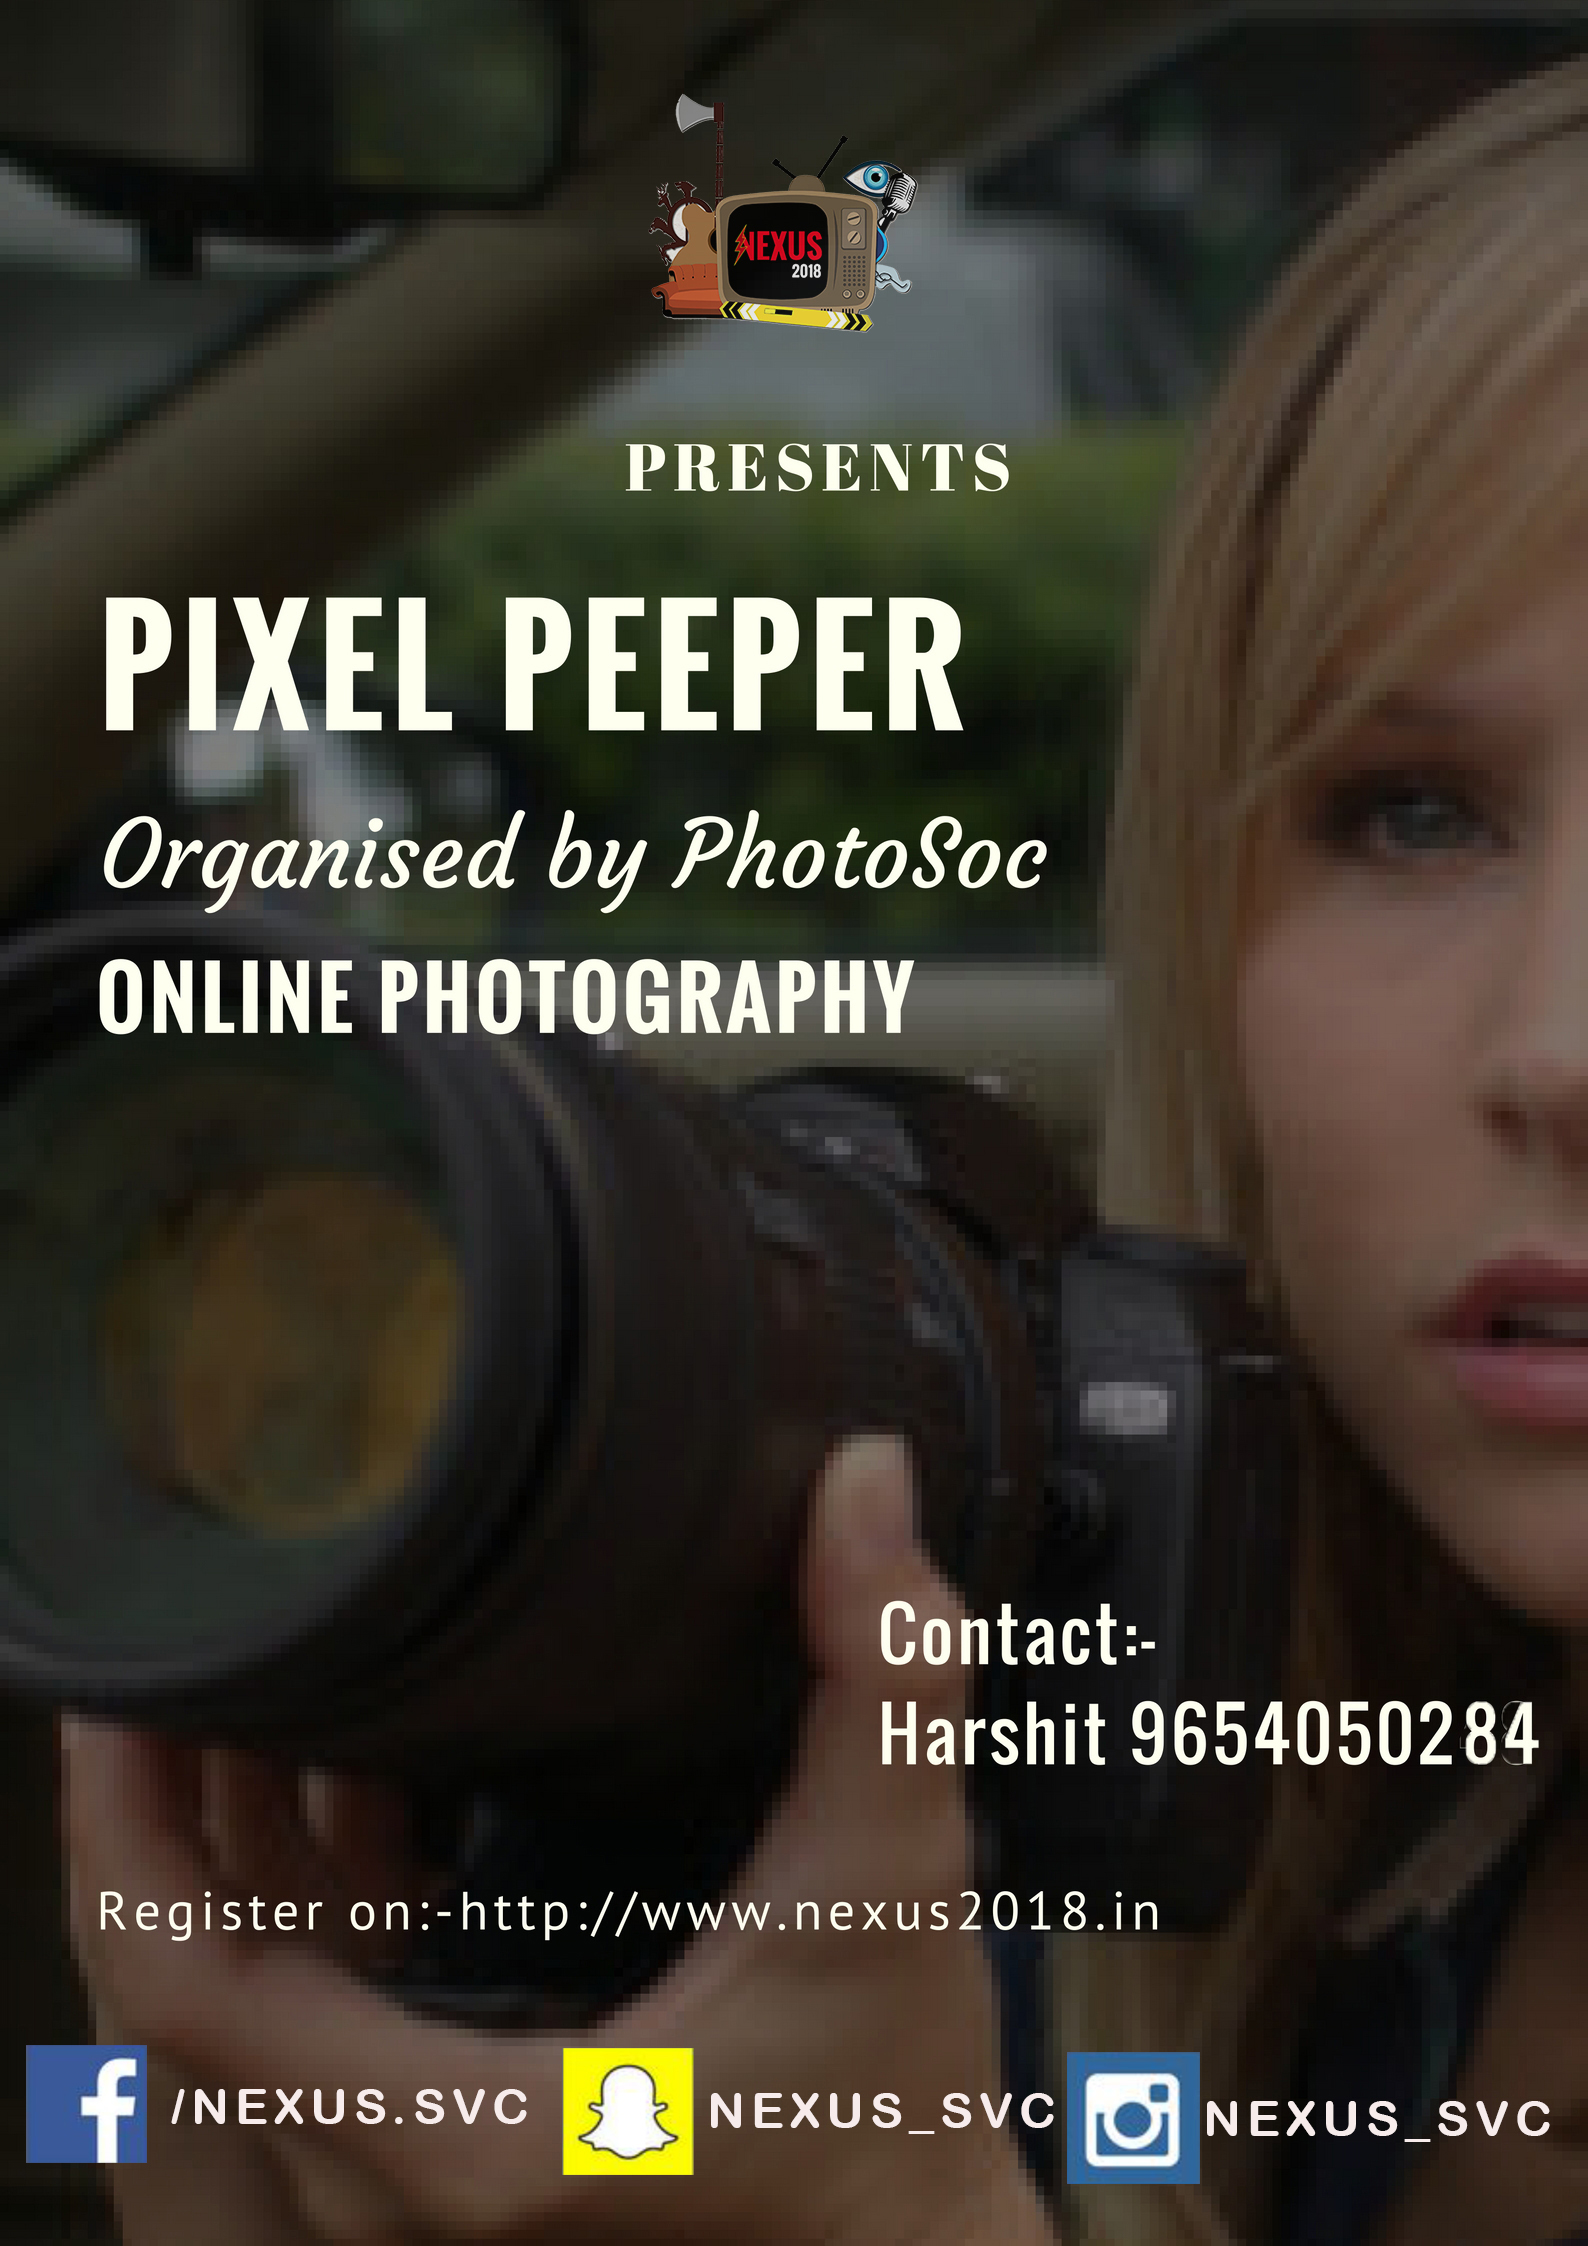 NEXUS
2018
PRESENTS
PIXEL PEEPER
Organised by PhotoSoc
ONLINE PHOTOGRAPHY
Contact:-
Harshit 9654050284
Register on:-http://www.nexus2018.in
/NEXUS.SVC
NEXUS_SVC
NEXUS_SVC